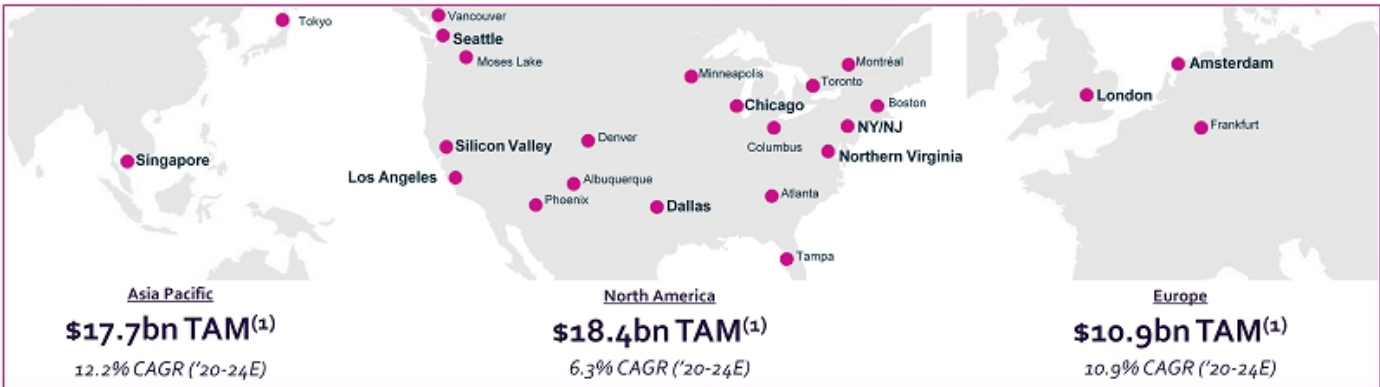 Tokyo
Singapore
Asia Pacific
$17.7bn TAM(1)
12.2% CAGR ('20-24E)
Vancouver
Seattle
Moses Lake
Minneapolis
Montréal
Toronto
Chicago
Boston
NY/NJ
Columbus
Northern Virginia
Silicon Valley
Denver
Los Angeles
Albuquerque
Phoenix
Dallas
Atlanta
Tampa
North America
$18.4bn TAM(1)
6.3% CAGR ('20-24E)
Amsterdam
London
Frankfurt
Europe
$10.9bn TAM(1)
10.9% CAGR ('20-24E)